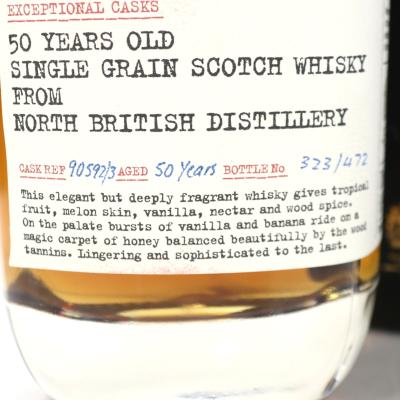 EXCEPTIONAL CASKS
50 YEARS OLD
SINGLE GRAIN SCOTCH WHISKY
FROM
NORTH BRITISH DISTILLERY
CASK REF 90592/3 AGED 50 Years BOTTLE No 323/472
This elegant but deeply fragrant whisky gives tropical
fruit, melon skin, vanilla, nectar and wood spice.
On the palate bursts of vanilla and banana ride on a
magic carpet of honey balanced beautifully by the wood
tannins. Lingering and sophisticated to the last.